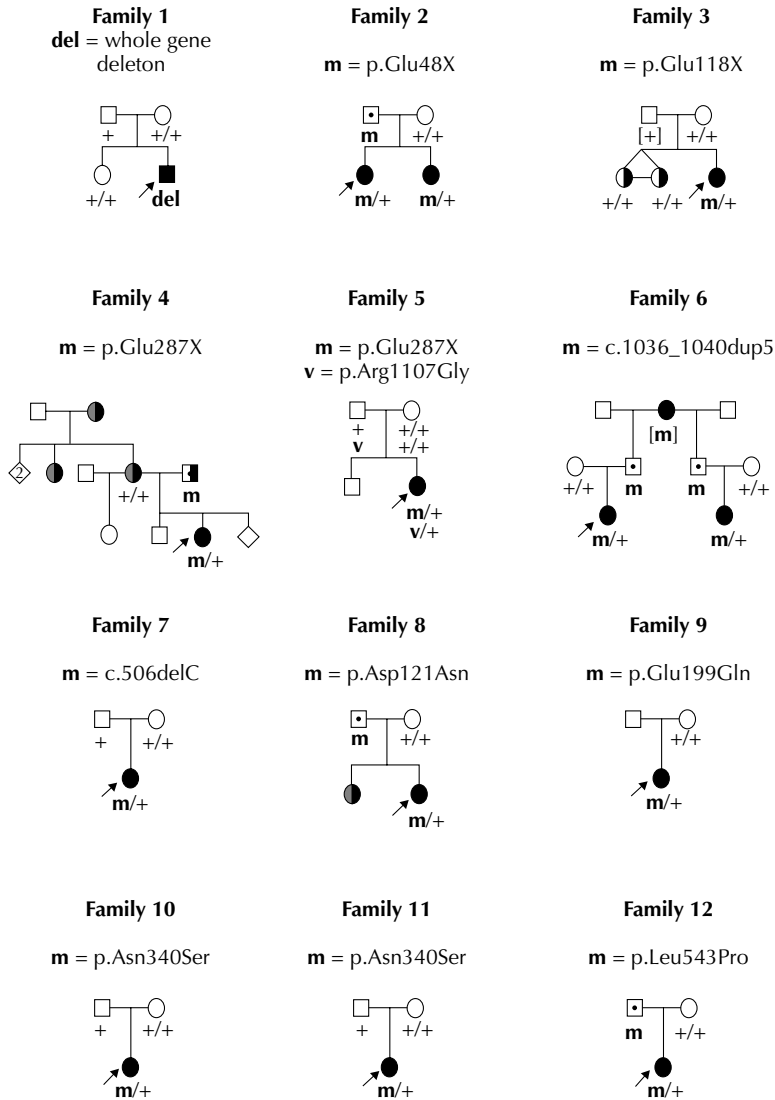 Family 1
del = whole gene
deleton
+ +/+
+/+ del
Family 2
m = p.Glu48X
m +/+
m/+ m/+
Family 3
m = p.Glu118X
[+] +/+
+/+ +/+ m/+
Family 4
m = p.Glu287X
2
+/+ m
m/+
Family 5
m = p.Glu287X
v = p.Arg1107Gly
+ +/+
v +/+
m/+
v/+
Family 6
m = c.1036_1040dup5
[m]
+/+ m m +/+
m/+ m/+
Family 7
m = c.506delC
+ +/+
m/+
Family 8
m = p.Asp121Asn
m +/+
m/+
Family 9
m = p.Glu199Gln
+/+
m/+
Family 10
m = p.Asn340Ser
+ +/+
m/+
Family 11
m = p.Asn340Ser
+ +/+
m/+
Family 12
m = p.Leu543Pro
m +/+
m/+